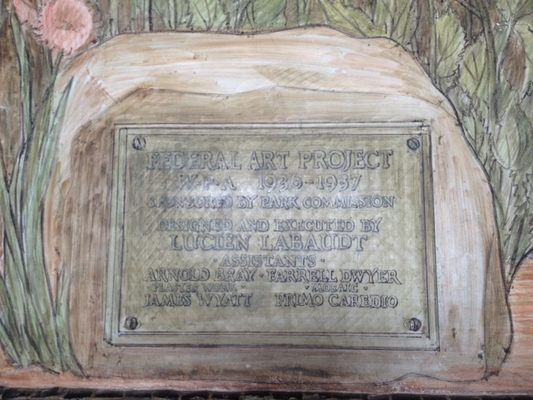 FEDERAL ART PROJECT
W.P.A. 1936-1937
SPONSORED BY PARK COMMISSION
DESIGNED AND EXECUTED BY
LUCIEN LABAUDT
·ASSISTANTS·
ARNOLD BRAY · FARRELL DWYER
PLASTER WORK · MOSAIC ·
JAMES WYATT PRIMO CAREDIO